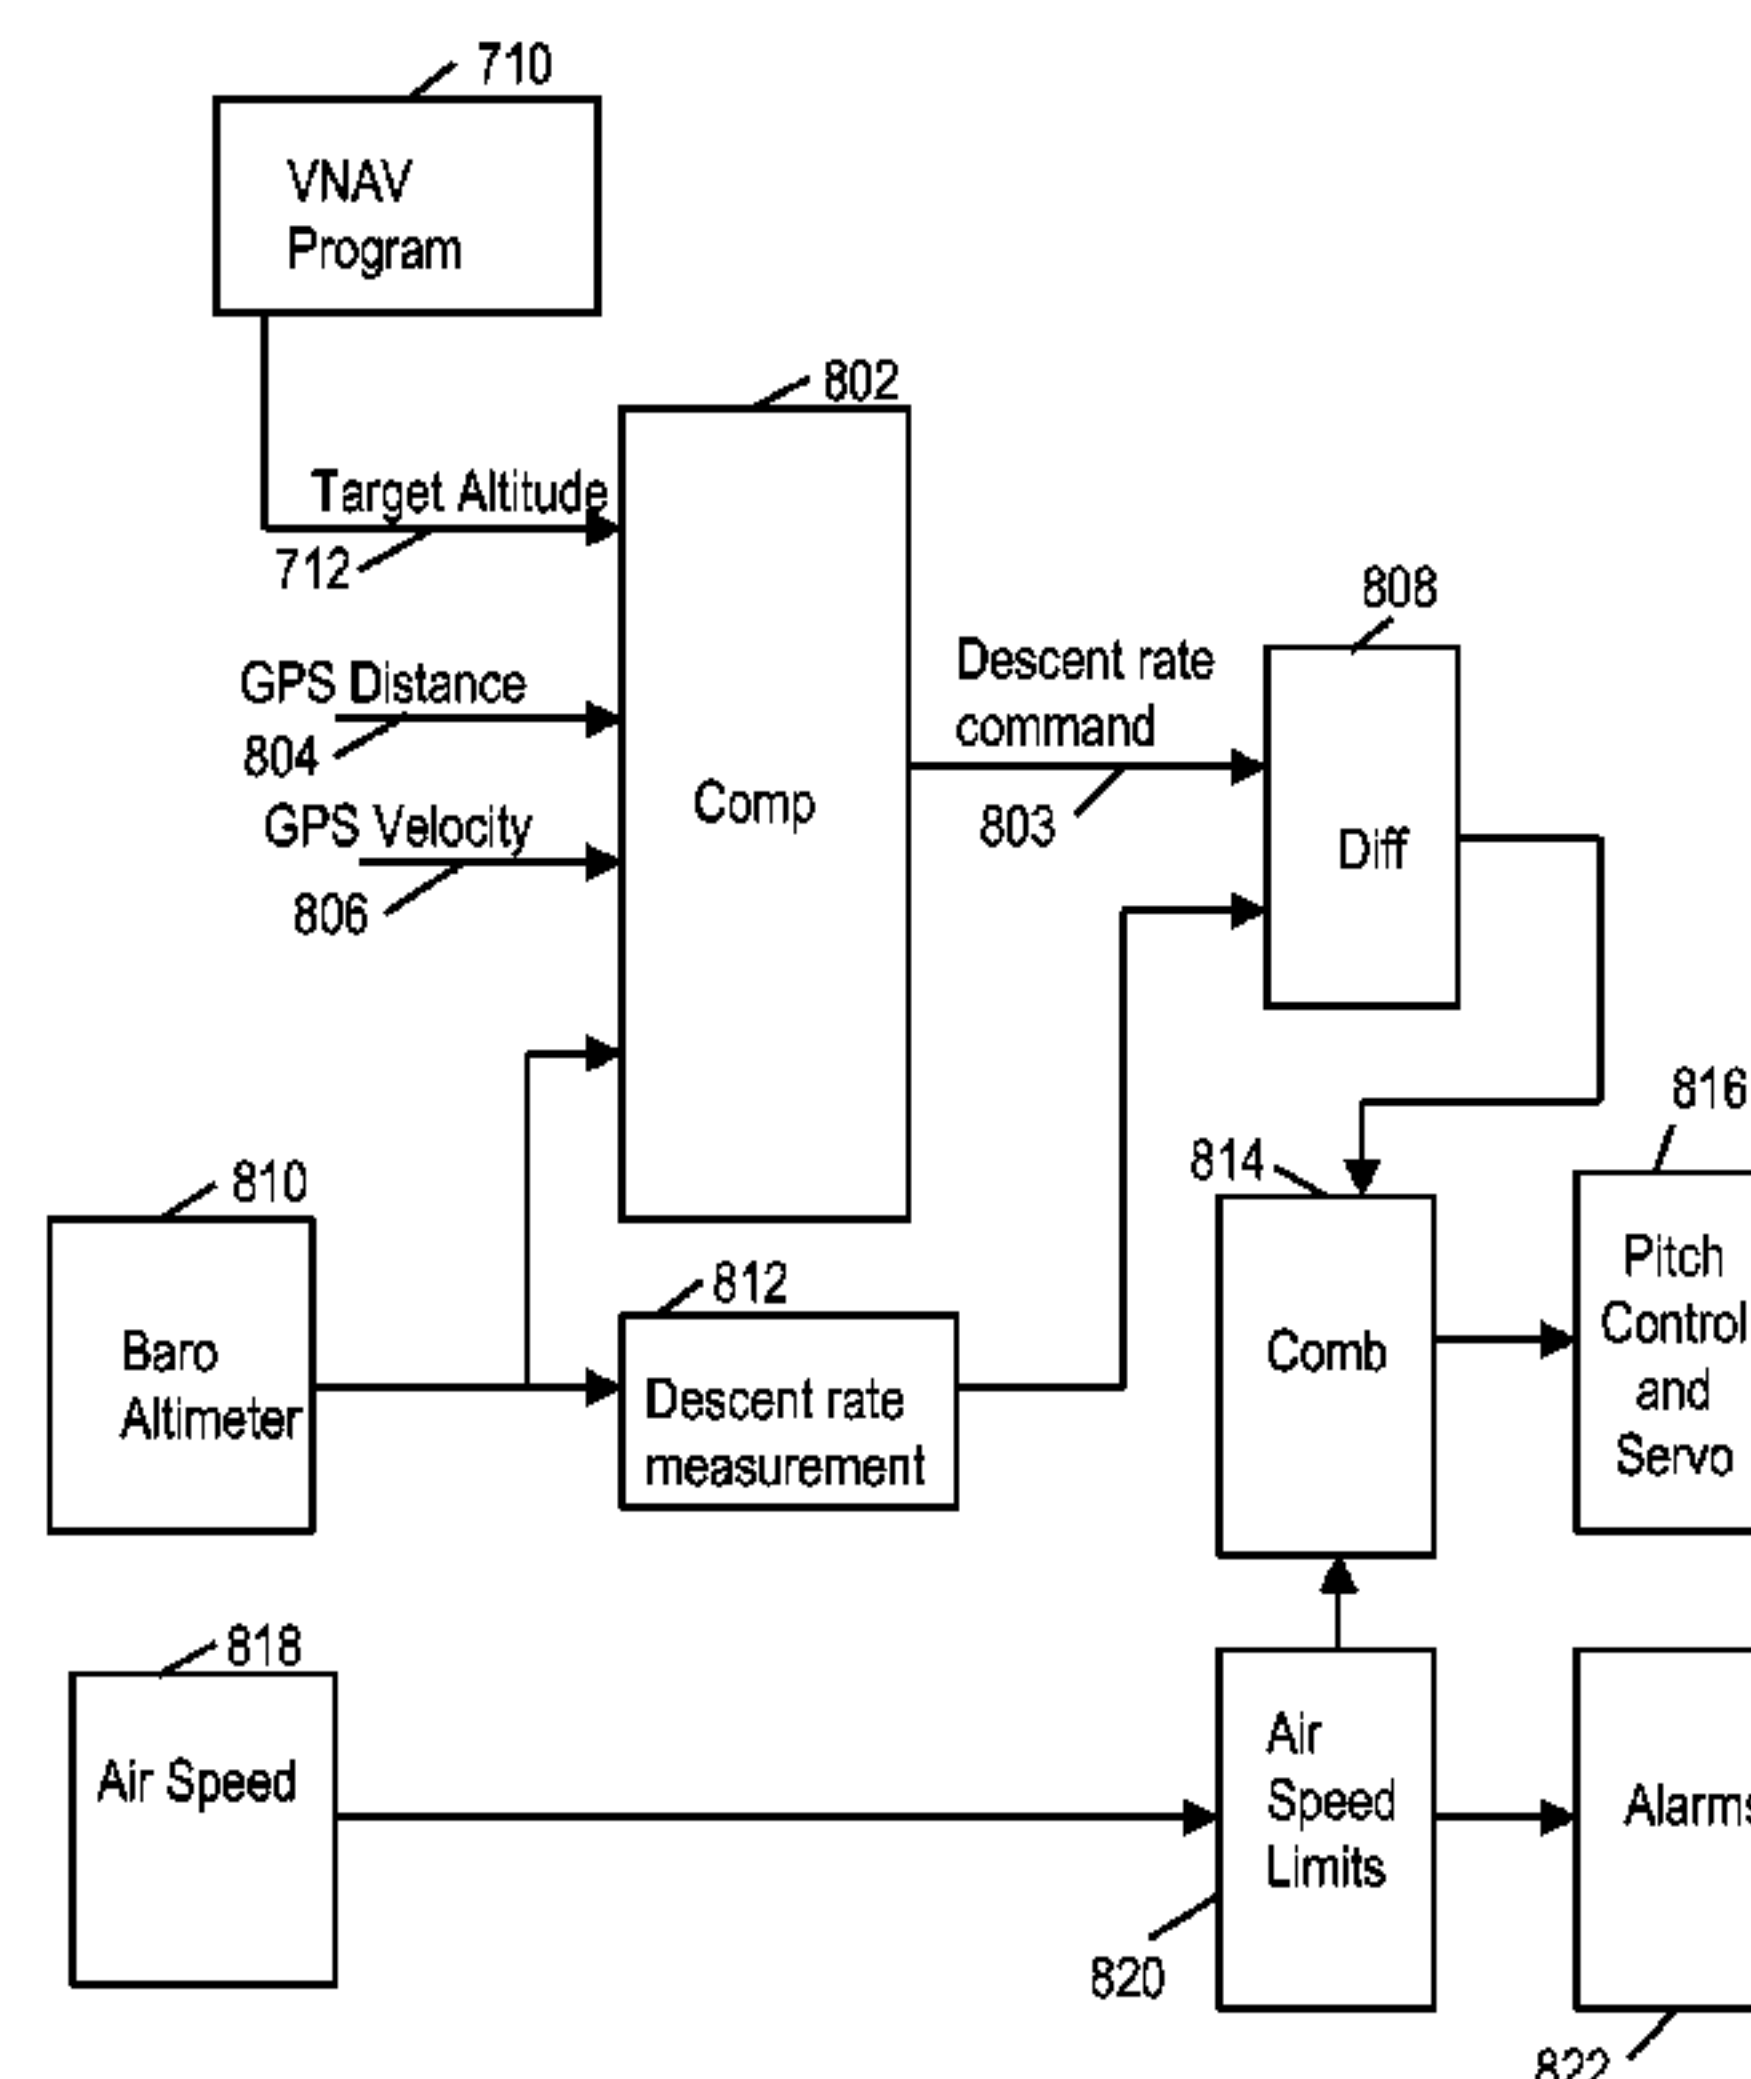 710
VNAV
Program
802
Target Altitude
712
808
GPS Distance
804
Descent rate
command
803
Comp
GPS Velocity
806
Diff
816
814
810
812
Pitch
Control
and
Servo
Baro
Altimeter
Comb
Descent rate
measurement
818
Air Speed
Air
Speed
Limits
Alarms
820
822